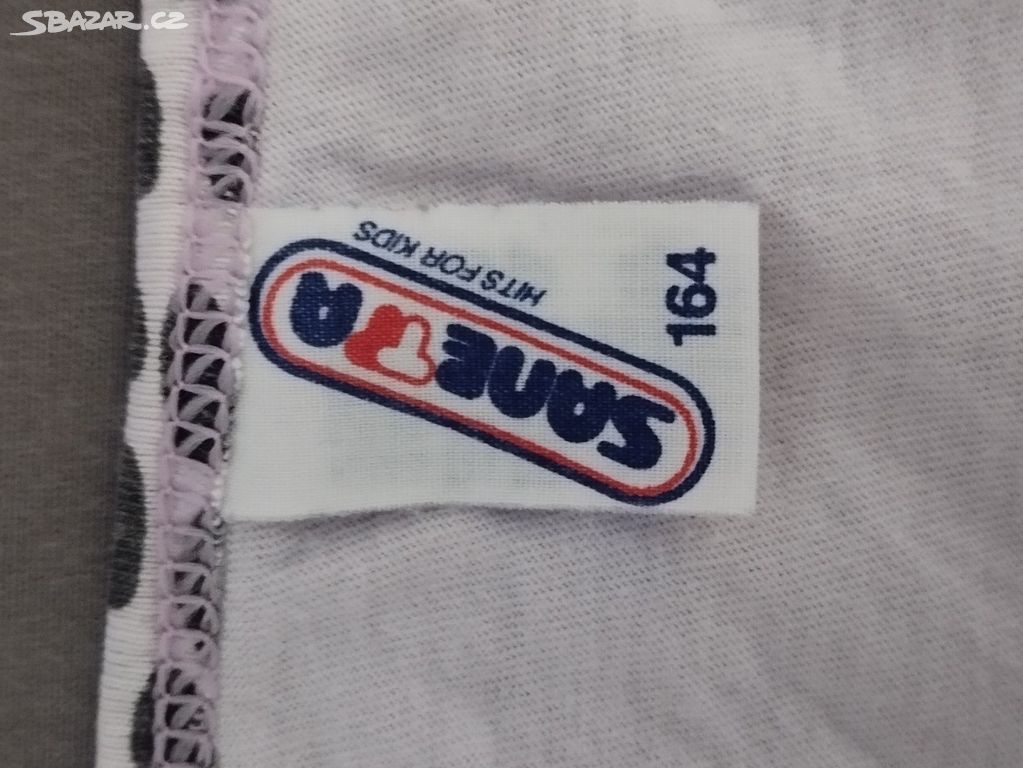 SBAZAR.CZ
HITS FOR KIDS
SANETTA
164